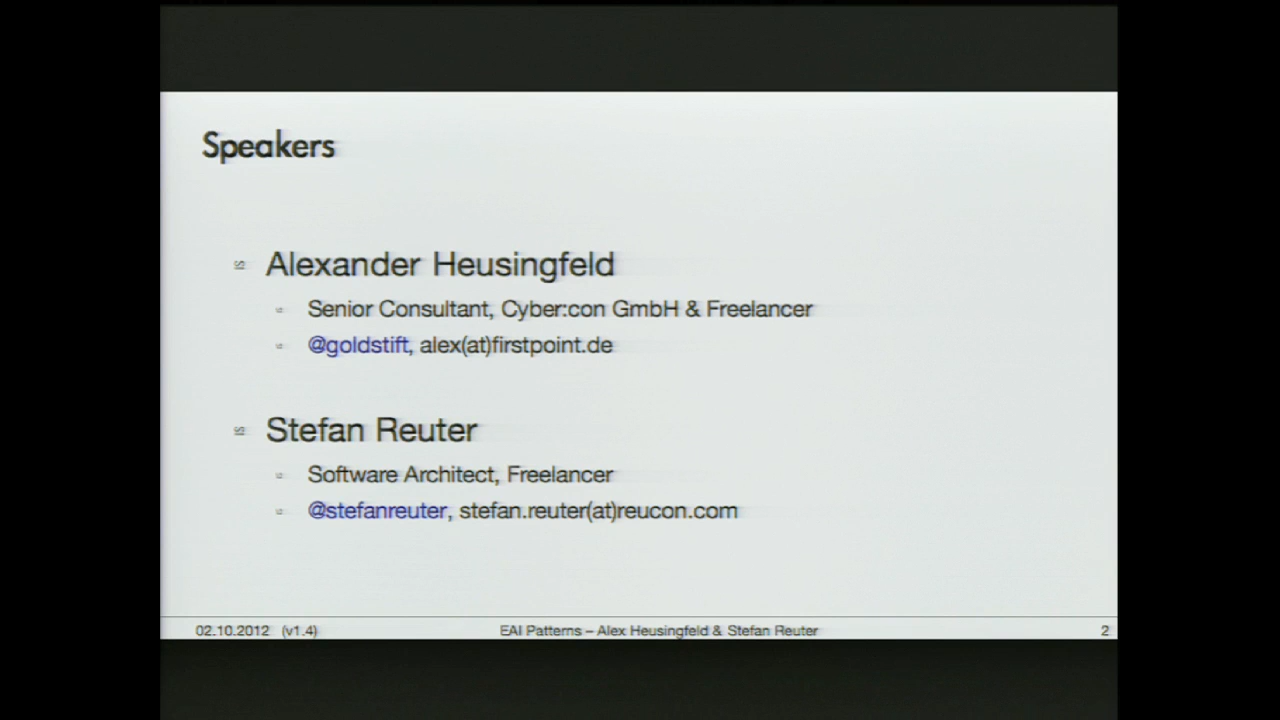 Speakers
Alexander Heusingfeld
Senior Consultant, Cyber:con GmbH & Freelancer
@goldstift, alex(at)firstpoint.de
Stefan Reuter
Software Architect, Freelancer
@stefanreuter, stefan.reuter(at)reucon.com
02.10.2012 (v1.4) EAI Patterns – Alex Heusingfeld & Stefan Reuter 2